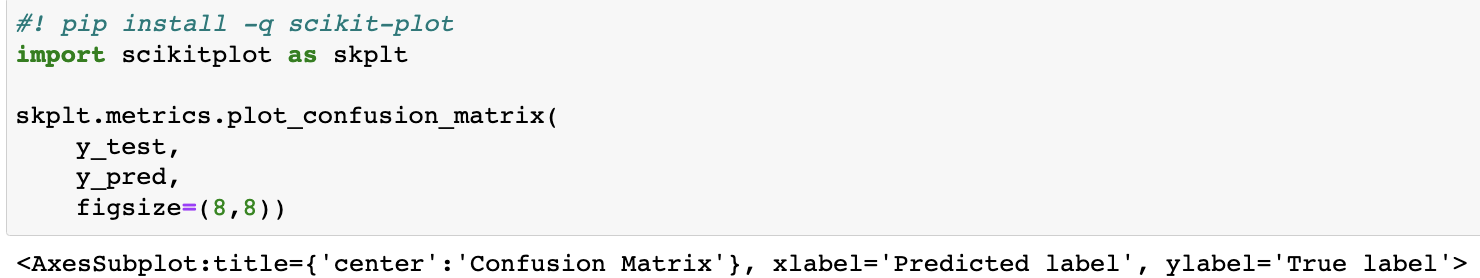 #! pip install -q scikit-plot
import scikitplot as skplt
skplt.metrics.plot_confusion_matrix(
    y_test,
    y_pred,
    figsize=(8,8))
<AxesSubplot:title={'center':'Confusion Matrix'}, xlabel='Predicted label', ylabel='True label'>